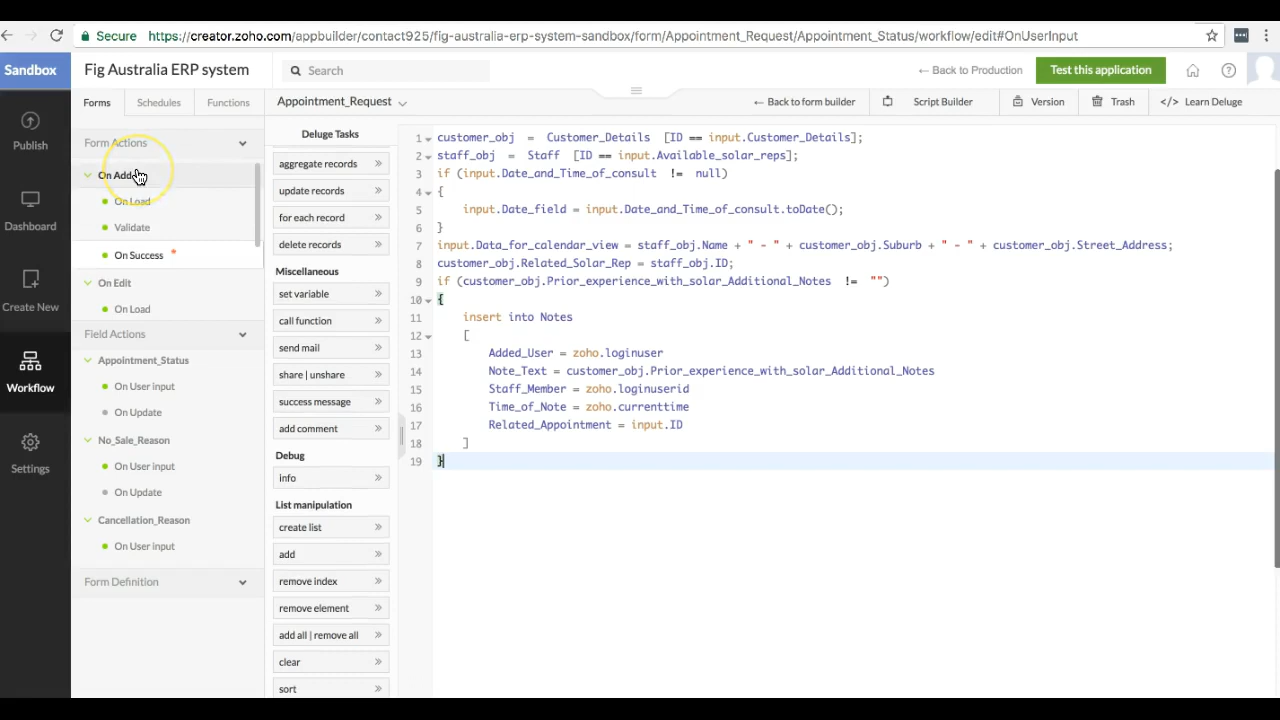 Secure https://creator.zoho.com/appbuilder/contact925/fig-australia-erp-system-sandbox/form/Appointment_Request/Appointment_Status/workflow/edit#OnUserInput
Sandbox
Fig Australia ERP system
Search
← Back to Production
Test this application
Forms
Schedules
Functions
Appointment_Request
← Back to form builder
Script Builder
Version
Trash
</> Learn Deluge
Publish
Dashboard
Create New
Workflow
Settings
Form Actions
On Add
On Load
Validate
On Success *
On Edit
On Load
Field Actions
Appointment_Status
On User input
On Update
No_Sale_Reason
On User input
On Update
Cancellation_Reason
On User input
Form Definition
Deluge Tasks
aggregate records »
update records »
for each record »
delete records »
Miscellaneous
set variable »
call function »
send mail »
share | unshare »
success message »
add comment »
Debug
info »
List manipulation
create list »
add »
remove index »
remove element »
add all | remove all »
clear »
sort »
1 customer_obj = Customer_Details [ID == input.Customer_Details];
2 staff_obj = Staff [ID == input.Available_solar_reps];
3 if (input.Date_and_Time_of_consult != null)
4 {
5 input.Date_field = input.Date_and_Time_of_consult.toDate();
6 }
7 input.Data_for_calendar_view = staff_obj.Name + " - " + customer_obj.Suburb + " - " + customer_obj.Street_Address;
8 customer_obj.Related_Solar_Rep = staff_obj.ID;
9 if (customer_obj.Prior_experience_with_solar_Additional_Notes != "")
10 {
11 insert into Notes
12 [
13 Added_User = zoho.loginuser
14 Note_Text = customer_obj.Prior_experience_with_solar_Additional_Notes
15 Staff_Member = zoho.loginuserid
16 Time_of_Note = zoho.currenttime
17 Related_Appointment = input.ID
18 ]
19 }